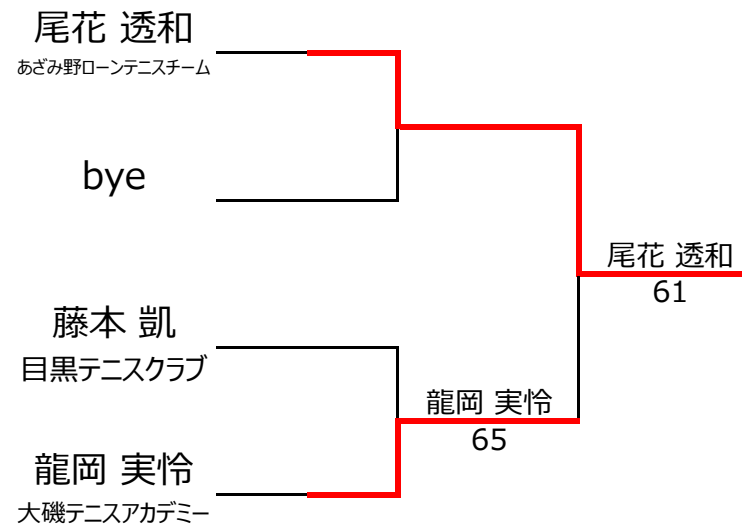 尾花 透和
あざみ野ローンテニスチーム
bye
尾花 透和
61
藤本 凱
目黒テニスクラブ
龍岡 実怜
65
龍岡 実怜
大磯テニスアカデミー